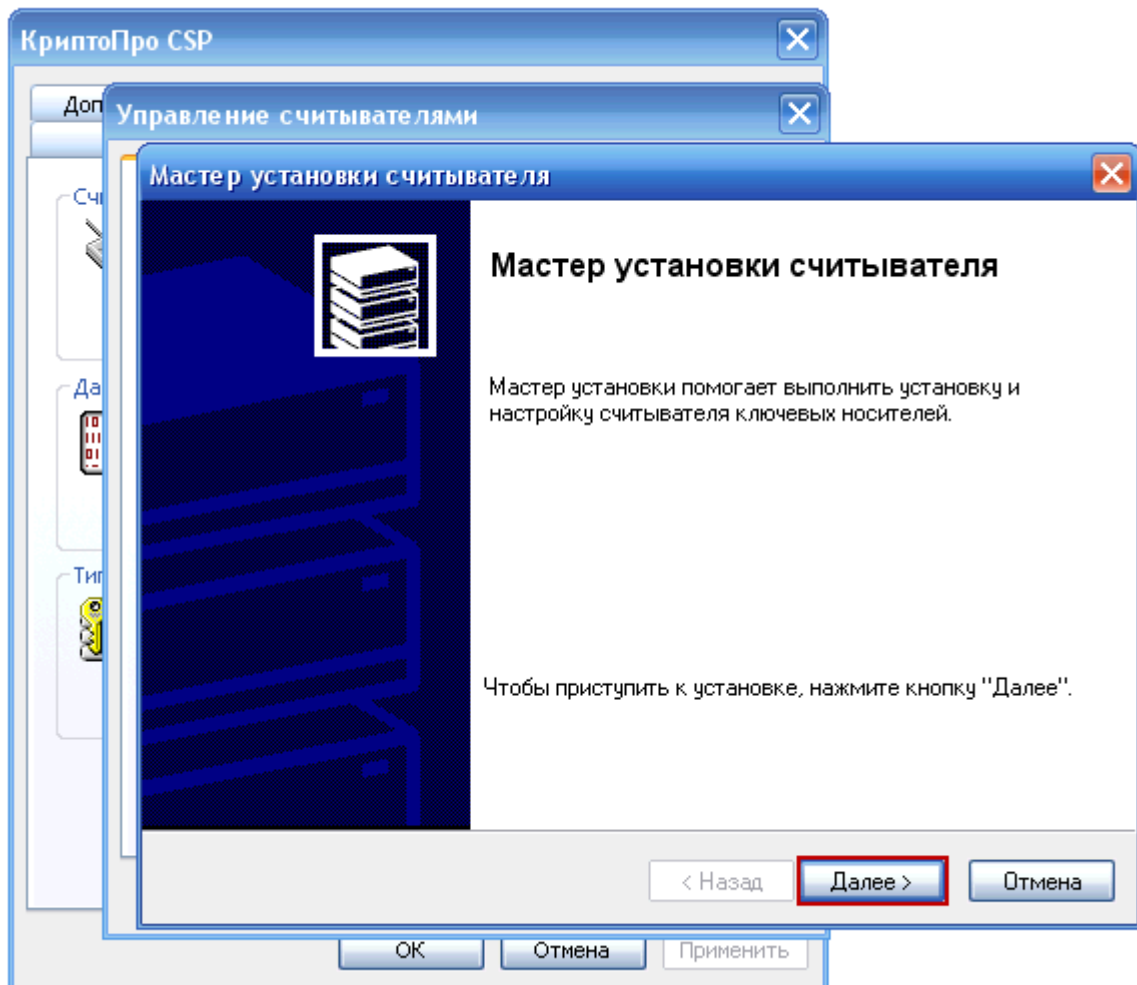 КриптоПро CSP
Управление считывателями
Мастер установки считывателя
Мастер установки считывателя
Мастер установки помогает выполнить установку и
настройку считывателя ключевых носителей.
Чтобы приступить к установке, нажмите кнопку "Далее".
< Назад Далее > Отмена
ОК Отмена Применить